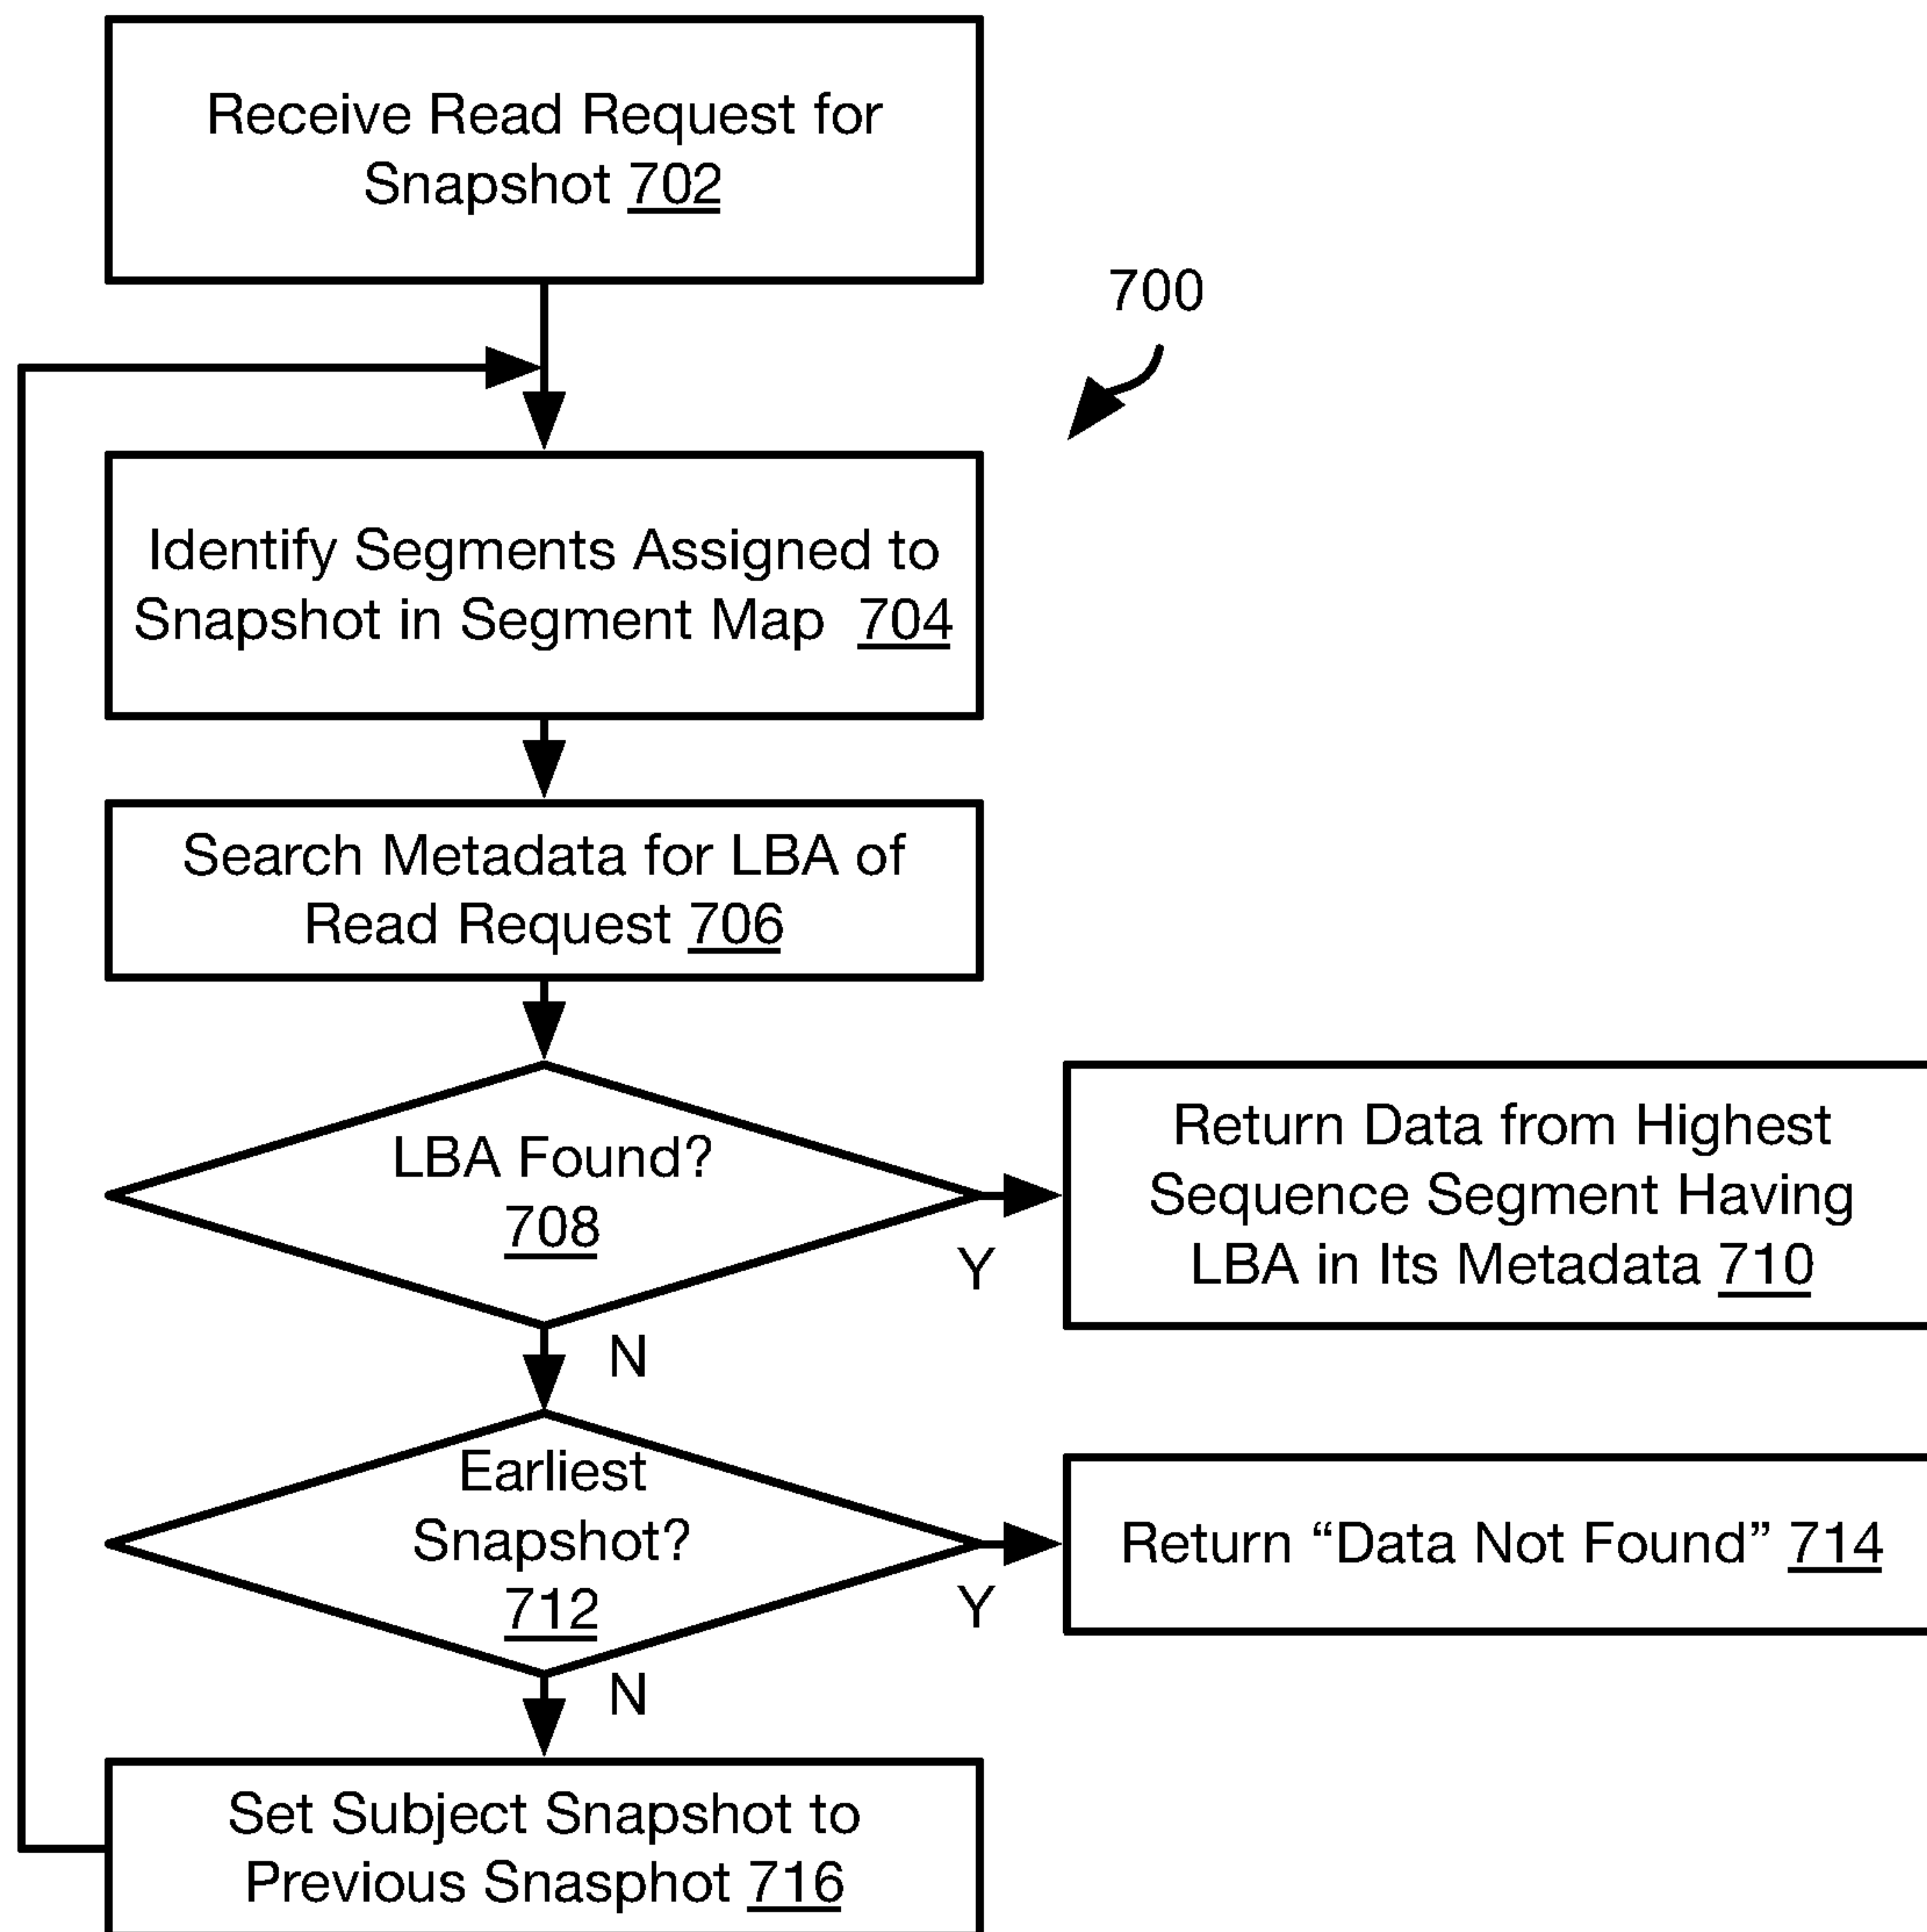 Receive Read Request for
Snapshot 702
700
Identify Segments Assigned to
Snapshot in Segment Map 704
Search Metadata for LBA of
Read Request 706
LBA Found?
708
Y
N
Return Data from Highest
Sequence Segment Having
LBA in Its Metadata 710
Earliest
Snapshot?
712
Y
N
Return “Data Not Found” 714
Set Subject Snapshot to
Previous Snasphot 716